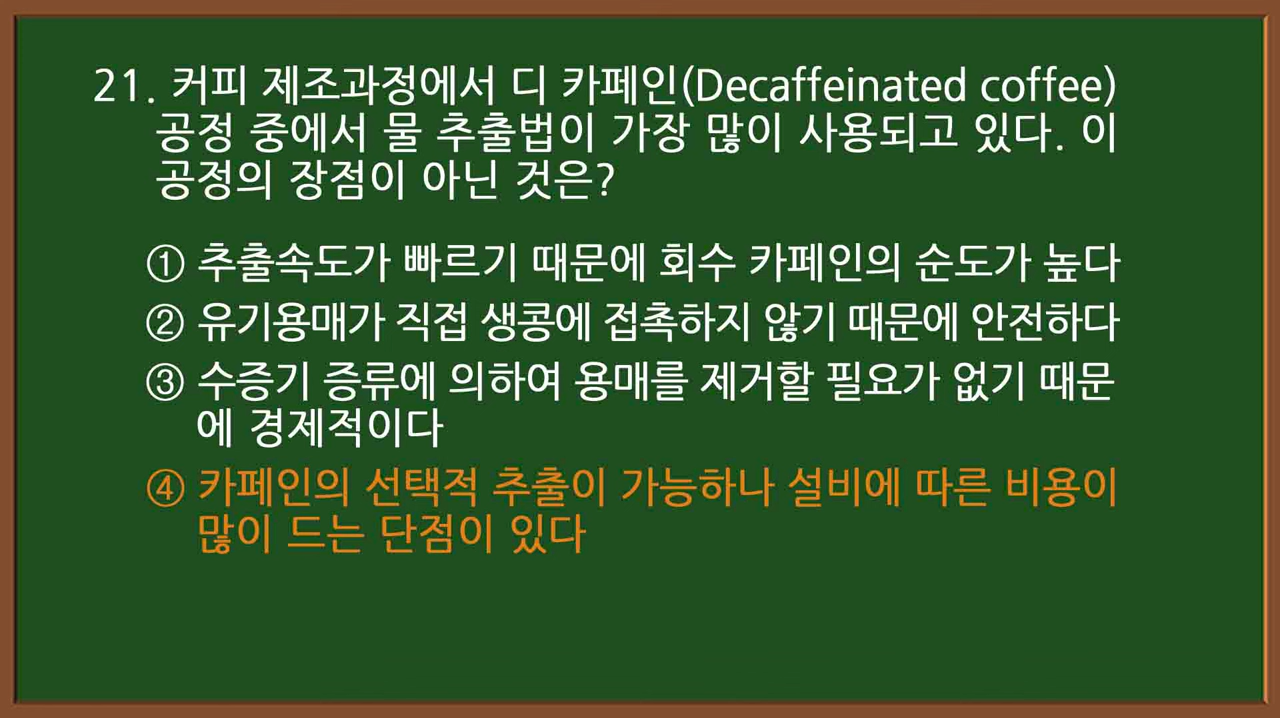 21. 커피 제조과정에서 디 카페인(Decaffeinated coffee)
공정 중에서 물 추출법이 가장 많이 사용되고 있다. 이
공정의 장점이 아닌 것은?
① 추출속도가 빠르기 때문에 회수 카페인의 순도가 높다
② 유기용매가 직접 생콩에 접촉하지 않기 때문에 안전하다
③ 수증기 증류에 의하여 용매를 제거할 필요가 없기 때문
에 경제적이다
④ 카페인의 선택적 추출이 가능하나 설비에 따른 비용이
많이 드는 단점이 있다